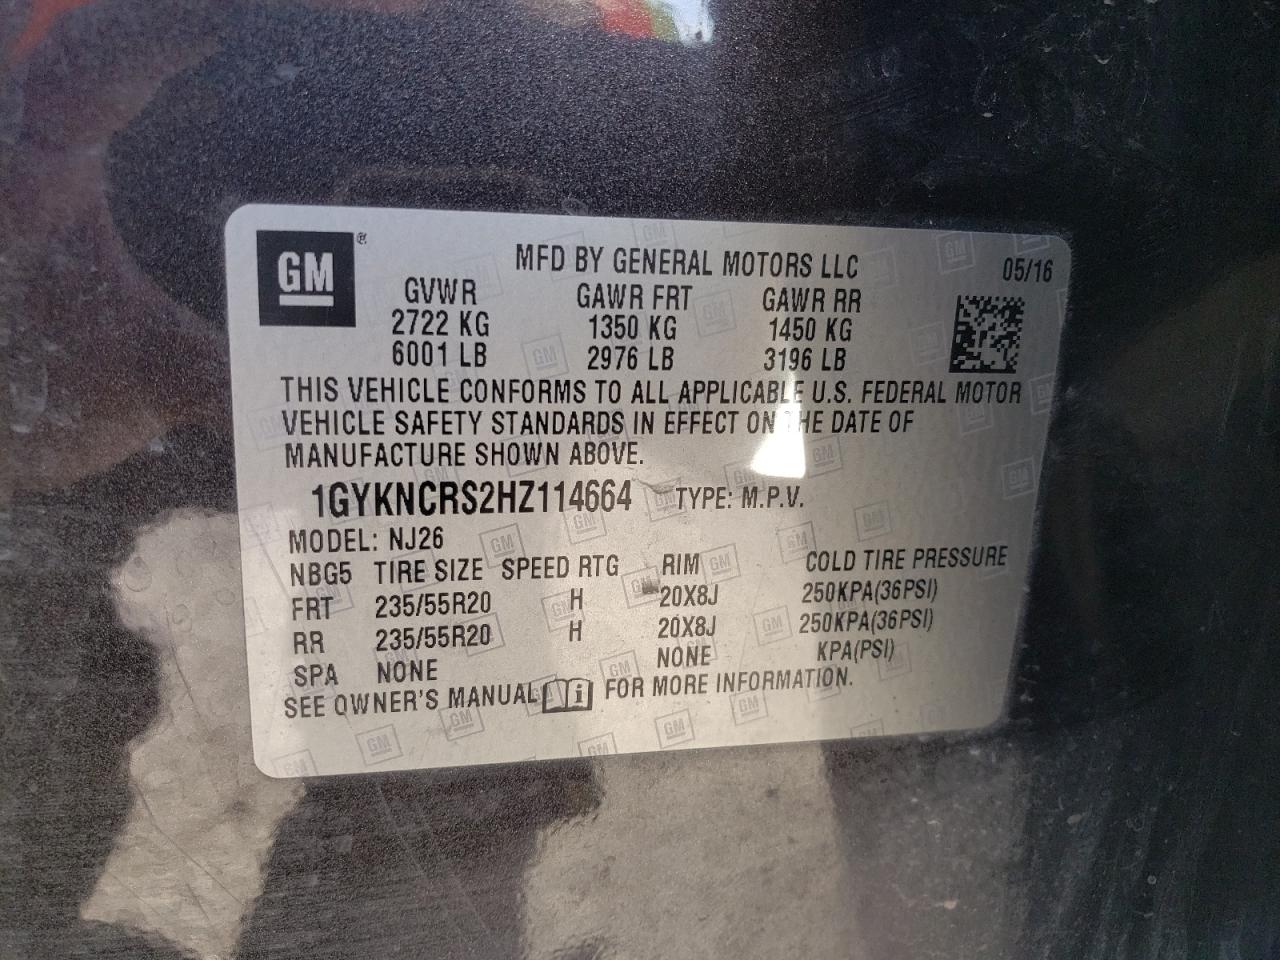 GM ®
MFD BY GENERAL MOTORS LLC 05/16
GVWR GAWR FRT GAWR RR
2722 KG 1350 KG 1450 KG
6001 LB 2976 LB 3196 LB
THIS VEHICLE CONFORMS TO ALL APPLICABLE U.S. FEDERAL MOTOR
VEHICLE SAFETY STANDARDS IN EFFECT ON THE DATE OF
MANUFACTURE SHOWN ABOVE.
1GYKNCRS2HZ114664 TYPE: M.P.V.
MODEL: NJ26
NBG5 TIRE SIZE SPEED RTG RIM COLD TIRE PRESSURE
FRT 235/55R20 H 20X8J 250KPA(36PSI)
RR 235/55R20 H 20X8J 250KPA(36PSI)
SPA NONE NONE KPA(PSI)
SEE OWNER'S MANUAL i FOR MORE INFORMATION.